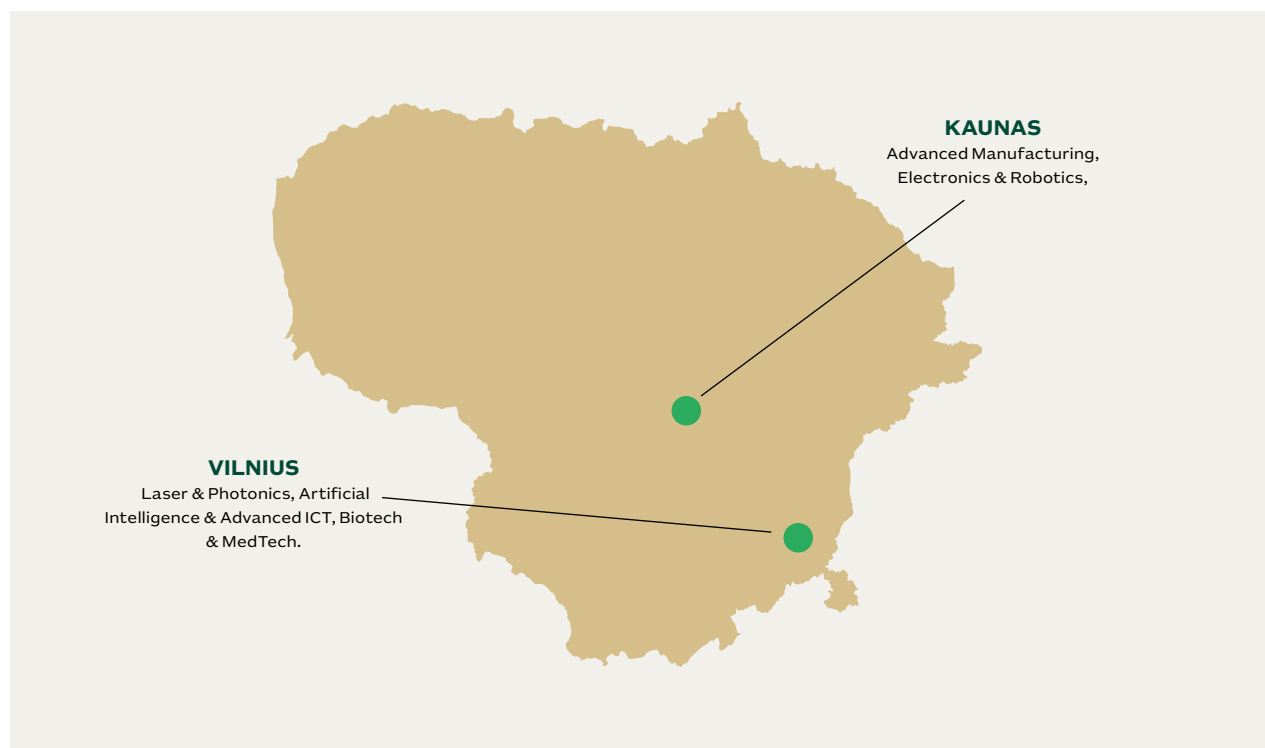 KAUNAS
Advanced Manufacturing,
Electronics & Robotics,
VILNIUS
Laser & Photonics, Artificial
Intelligence & Advanced ICT, Biotech
& MedTech.